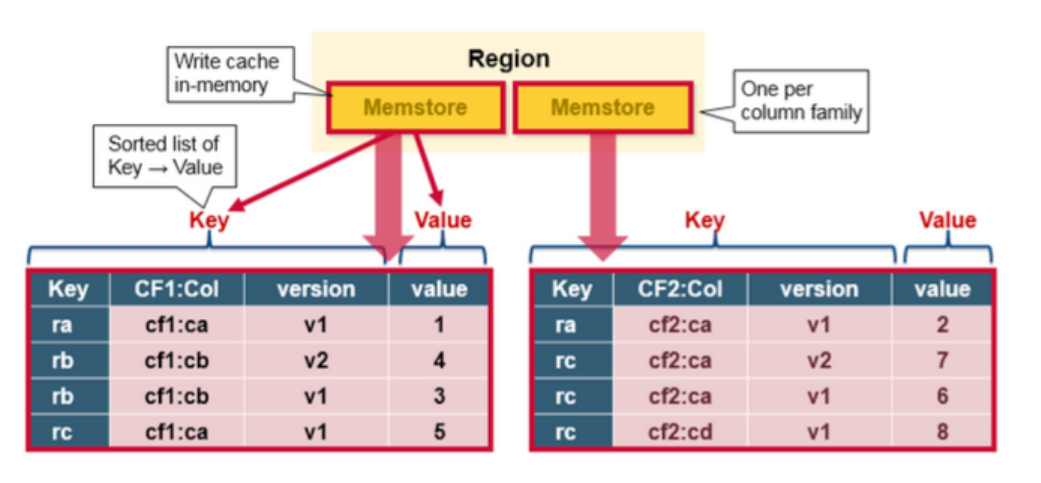 Region
Write cache
in-memory
Memstore
Memstore
One per
column family
Sorted list of
Key → Value
Key
Value
Key
Value
Key CF1:Col version value
ra cf1:ca v1 1
rb cf1:cb v2 4
rb cf1:cb v1 3
rc cf1:ca v1 5
Key CF2:Col version value
ra cf2:ca v1 2
rc cf2:ca v2 7
rc cf2:ca v1 6
rc cf2:cd v1 8